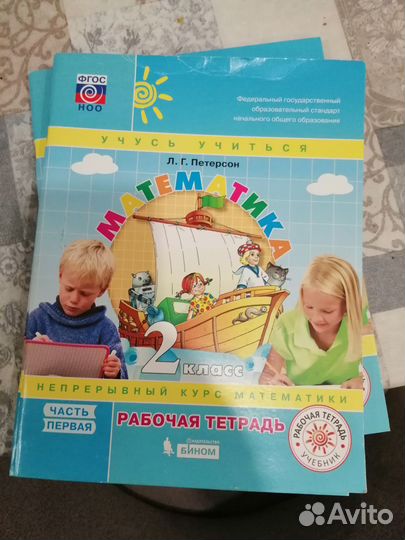 ФГОС
НОО
Федеральный государственный
образовательный стандарт
начального общего образования
УЧУСЬ УЧИТЬСЯ
Л. Г. Петерсон
МАТЕМАТИКА
2 класс
НЕПРЕРЫВНЫЙ КУРС МАТЕМАТИКИ
ЧАСТЬ
ПЕРВАЯ
РАБОЧАЯ ТЕТРАДЬ
издательство
БИНОМ
РАБОЧАЯ ТЕТРАДЬ
УЧЕБНИК
Avito